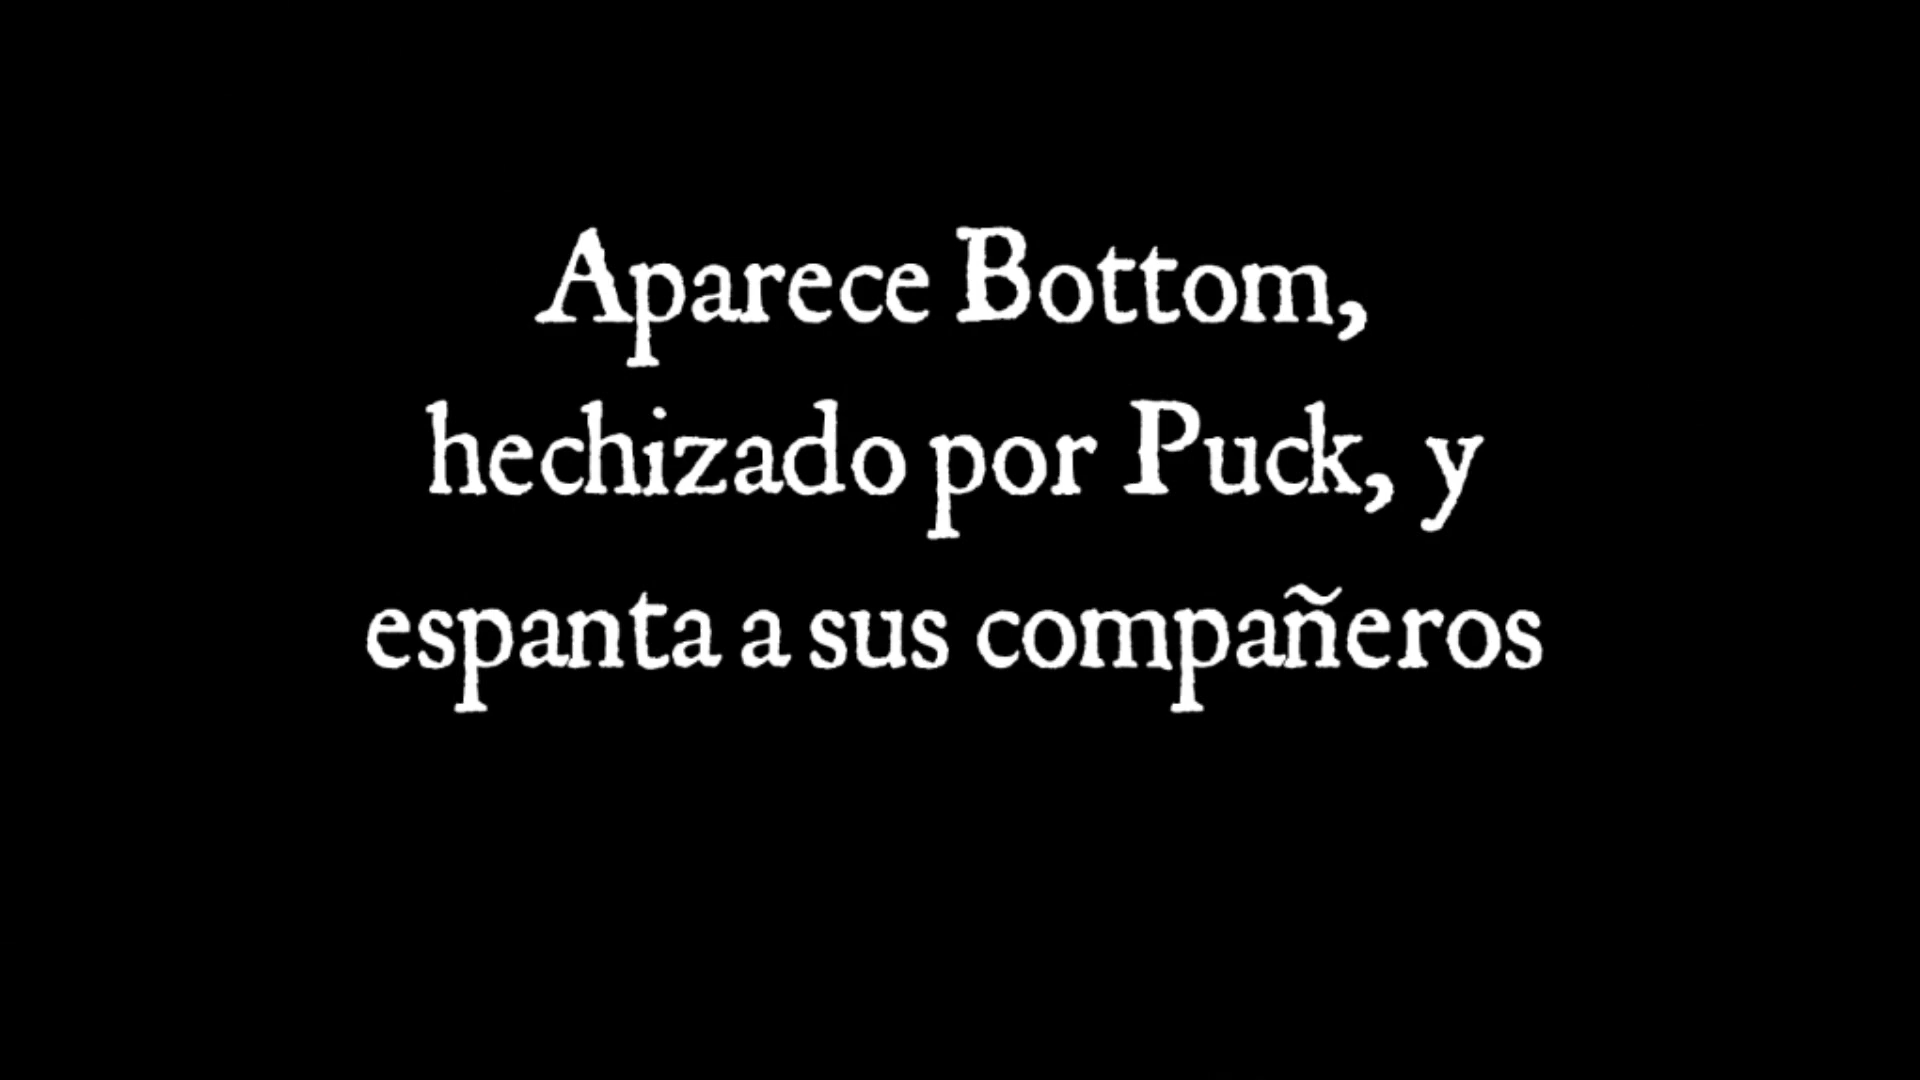 Aparece Bottom,
hechizado por Puck, y
espanta a sus compañeros